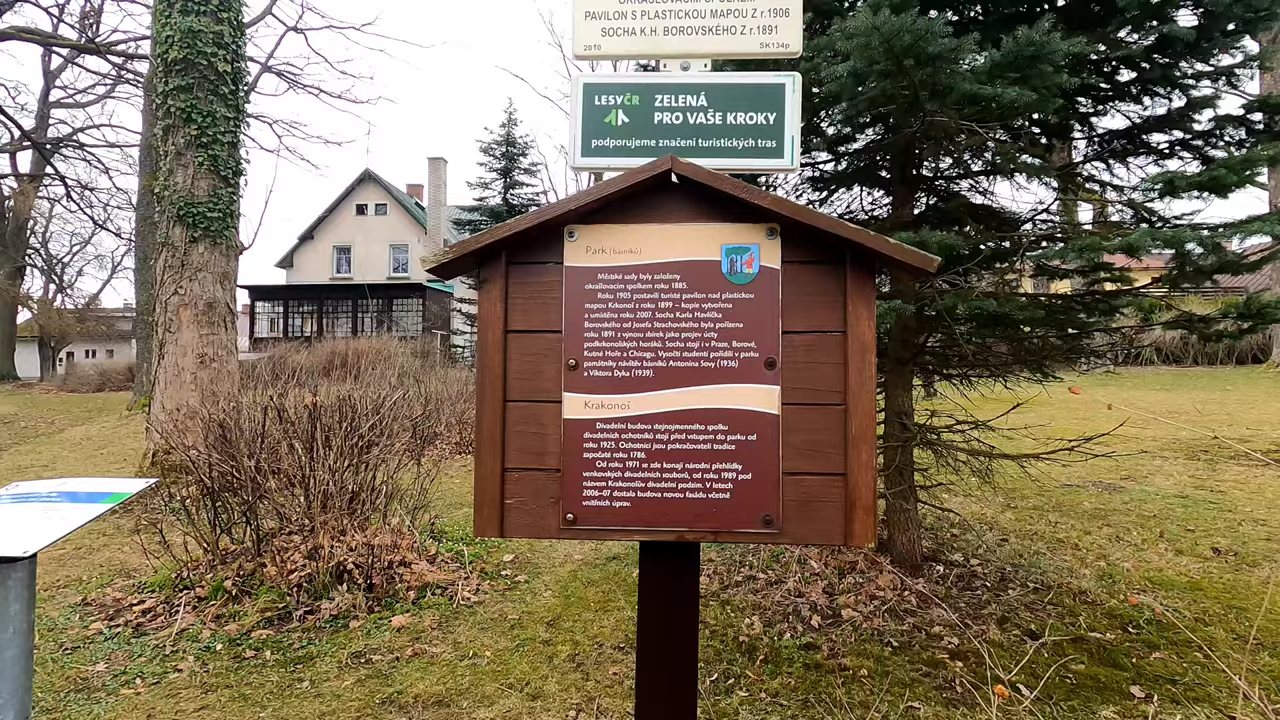 OKRAŠLOVACÍM SPOLKEM
PAVILON S PLASTICKOU MAPOU Z r.1906
SOCHA K.H. BOROVSKÉHO Z r.1891
2010 SK134p
LESYČR ZELENÁ
PRO VAŠE KROKY
podporujeme značení turistických tras
Park (básníků)
Městské sady byly založeny
okrašlovacím spolkem roku 1885.
Roku 1905 postavili turisté pavilon nad plastickou
mapou Krkonoš z roku 1899 – kopie vytvořena
a umístěna roku 2007. Socha Karla Havlíčka
Borovského od Josefa Strachovského byla pořízena
roku 1891 z výnosu sbírek jako projev úcty
podkrkonošských horáků. Socha stojí i v Praze, Borové,
Kutné Hoře a Chicagu. Vysočtí studenti pořídili v parku
památníky návštěv básníků Antonína Sovy (1936)
a Viktora Dyka (1939).
Krakonoš
Divadelní budova stejnojmenného spolku
divadelních ochotníků stojí před vstupem do parku od
roku 1925. Ochotníci jsou pokračovateli tradice
započaté roku 1786.
Od roku 1971 se zde konají národní přehlídky
venkovských divadelních souborů, od roku 1989 pod
názvem Krakonošův divadelní podzim. V letech
2006–07 dostala budova novou fasádu včetně
vnitřních úprav.